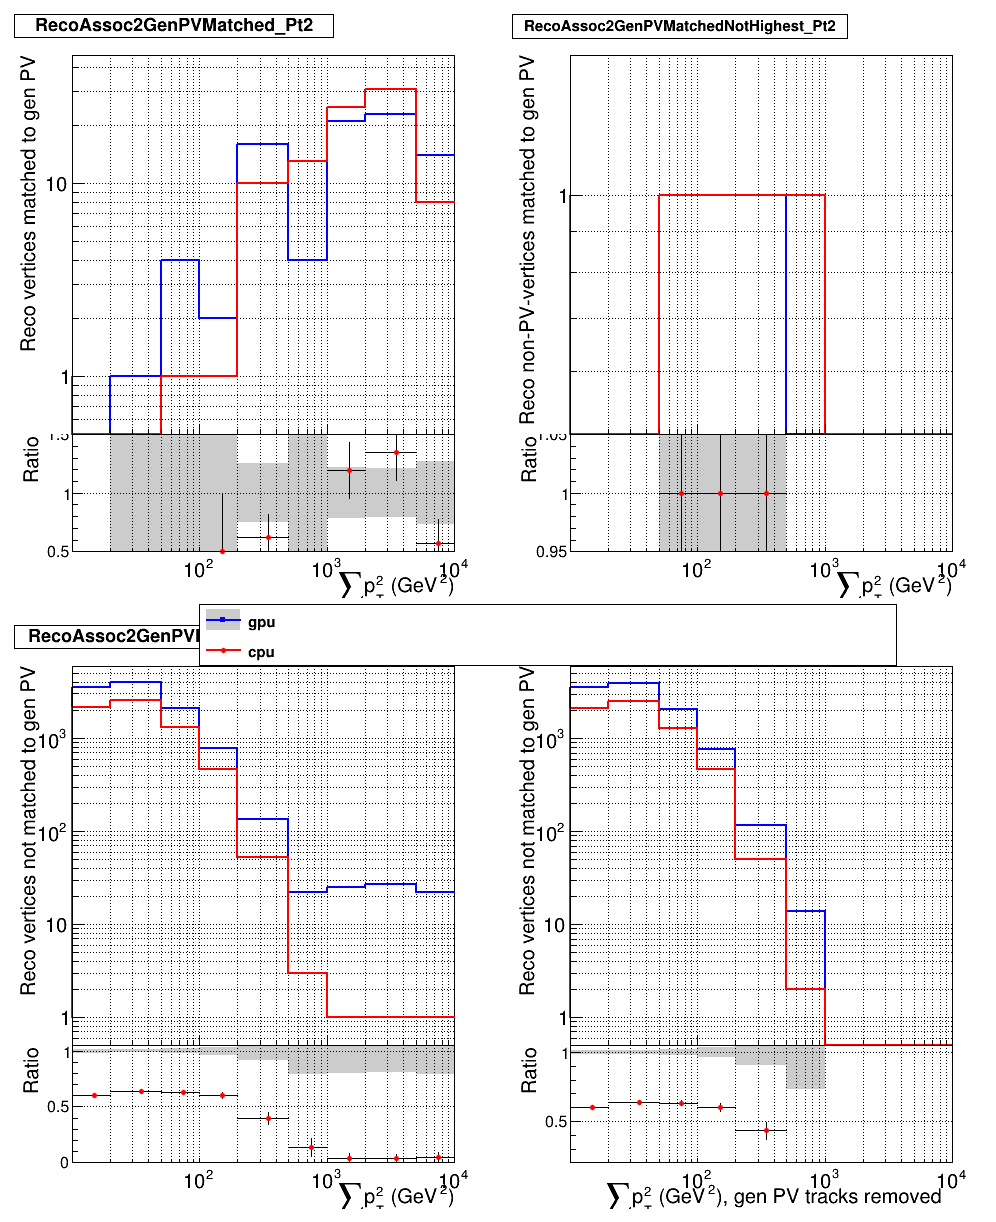 RecoAssoc2GenPVMatched_Pt2
RecoAssoc2GenPVMatchedNotHighest_Pt2
Reco vertices matched to gen PV
10
1
Reco non-PV-vertices matched to gen PV
1
Ratio
1.5
1
0.5
10² 10³ 10⁴
∑ p_T² (GeV²)
Ratio
1.05
1
0.95
10² 10³ 10⁴
∑ p_T² (GeV²)
gpu
cpu
RecoAssoc2GenPV
Reco vertices not matched to gen PV
10³
10²
10
1
Reco vertices not matched to gen PV
10³
10²
10
1
Ratio
1
0.5
0
10² 10³ 10⁴
∑ p_T² (GeV²)
Ratio
1
0.5
10² 10³ 10⁴
∑ p_T² (GeV²), gen PV tracks removed